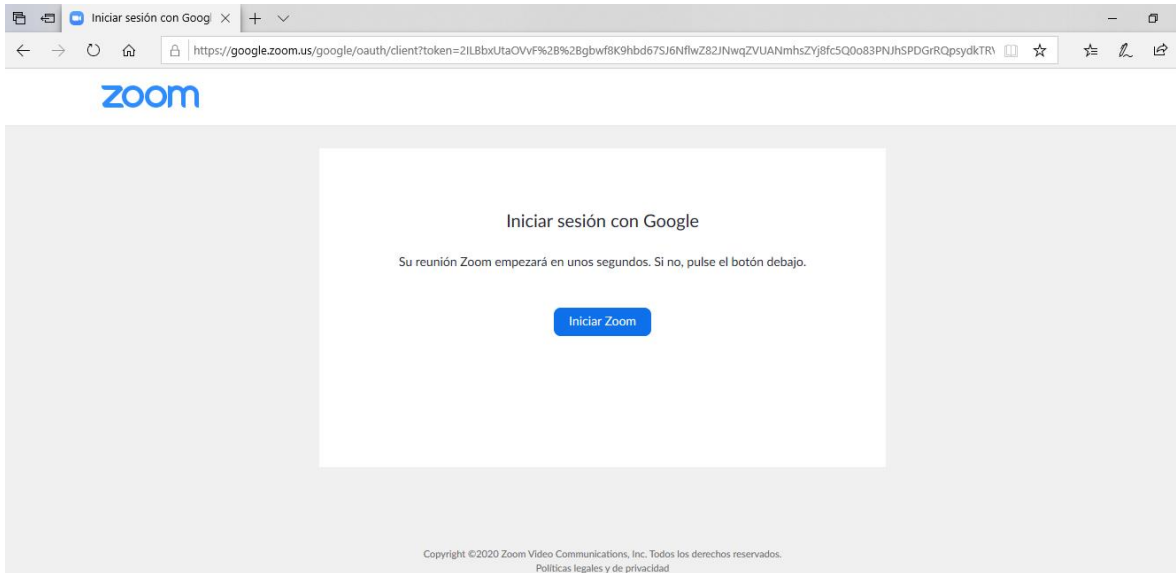 Iniciar sesión con Googl
https://google.zoom.us/google/oauth/client?token=2ILBbxUtaOVvF%2B%2Bgbwf8K9hbd67SJ6NflwZ82JNwqZVUANmhsZYj8fc5Q0o83PNJhSPDGrRQpsydkTRV
zoom
Iniciar sesión con Google
Su reunión Zoom empezará en unos segundos. Si no, pulse el botón debajo.
Iniciar Zoom
Copyright ©2020 Zoom Video Communications, Inc. Todos los derechos reservados.
Políticas legales y de privacidad